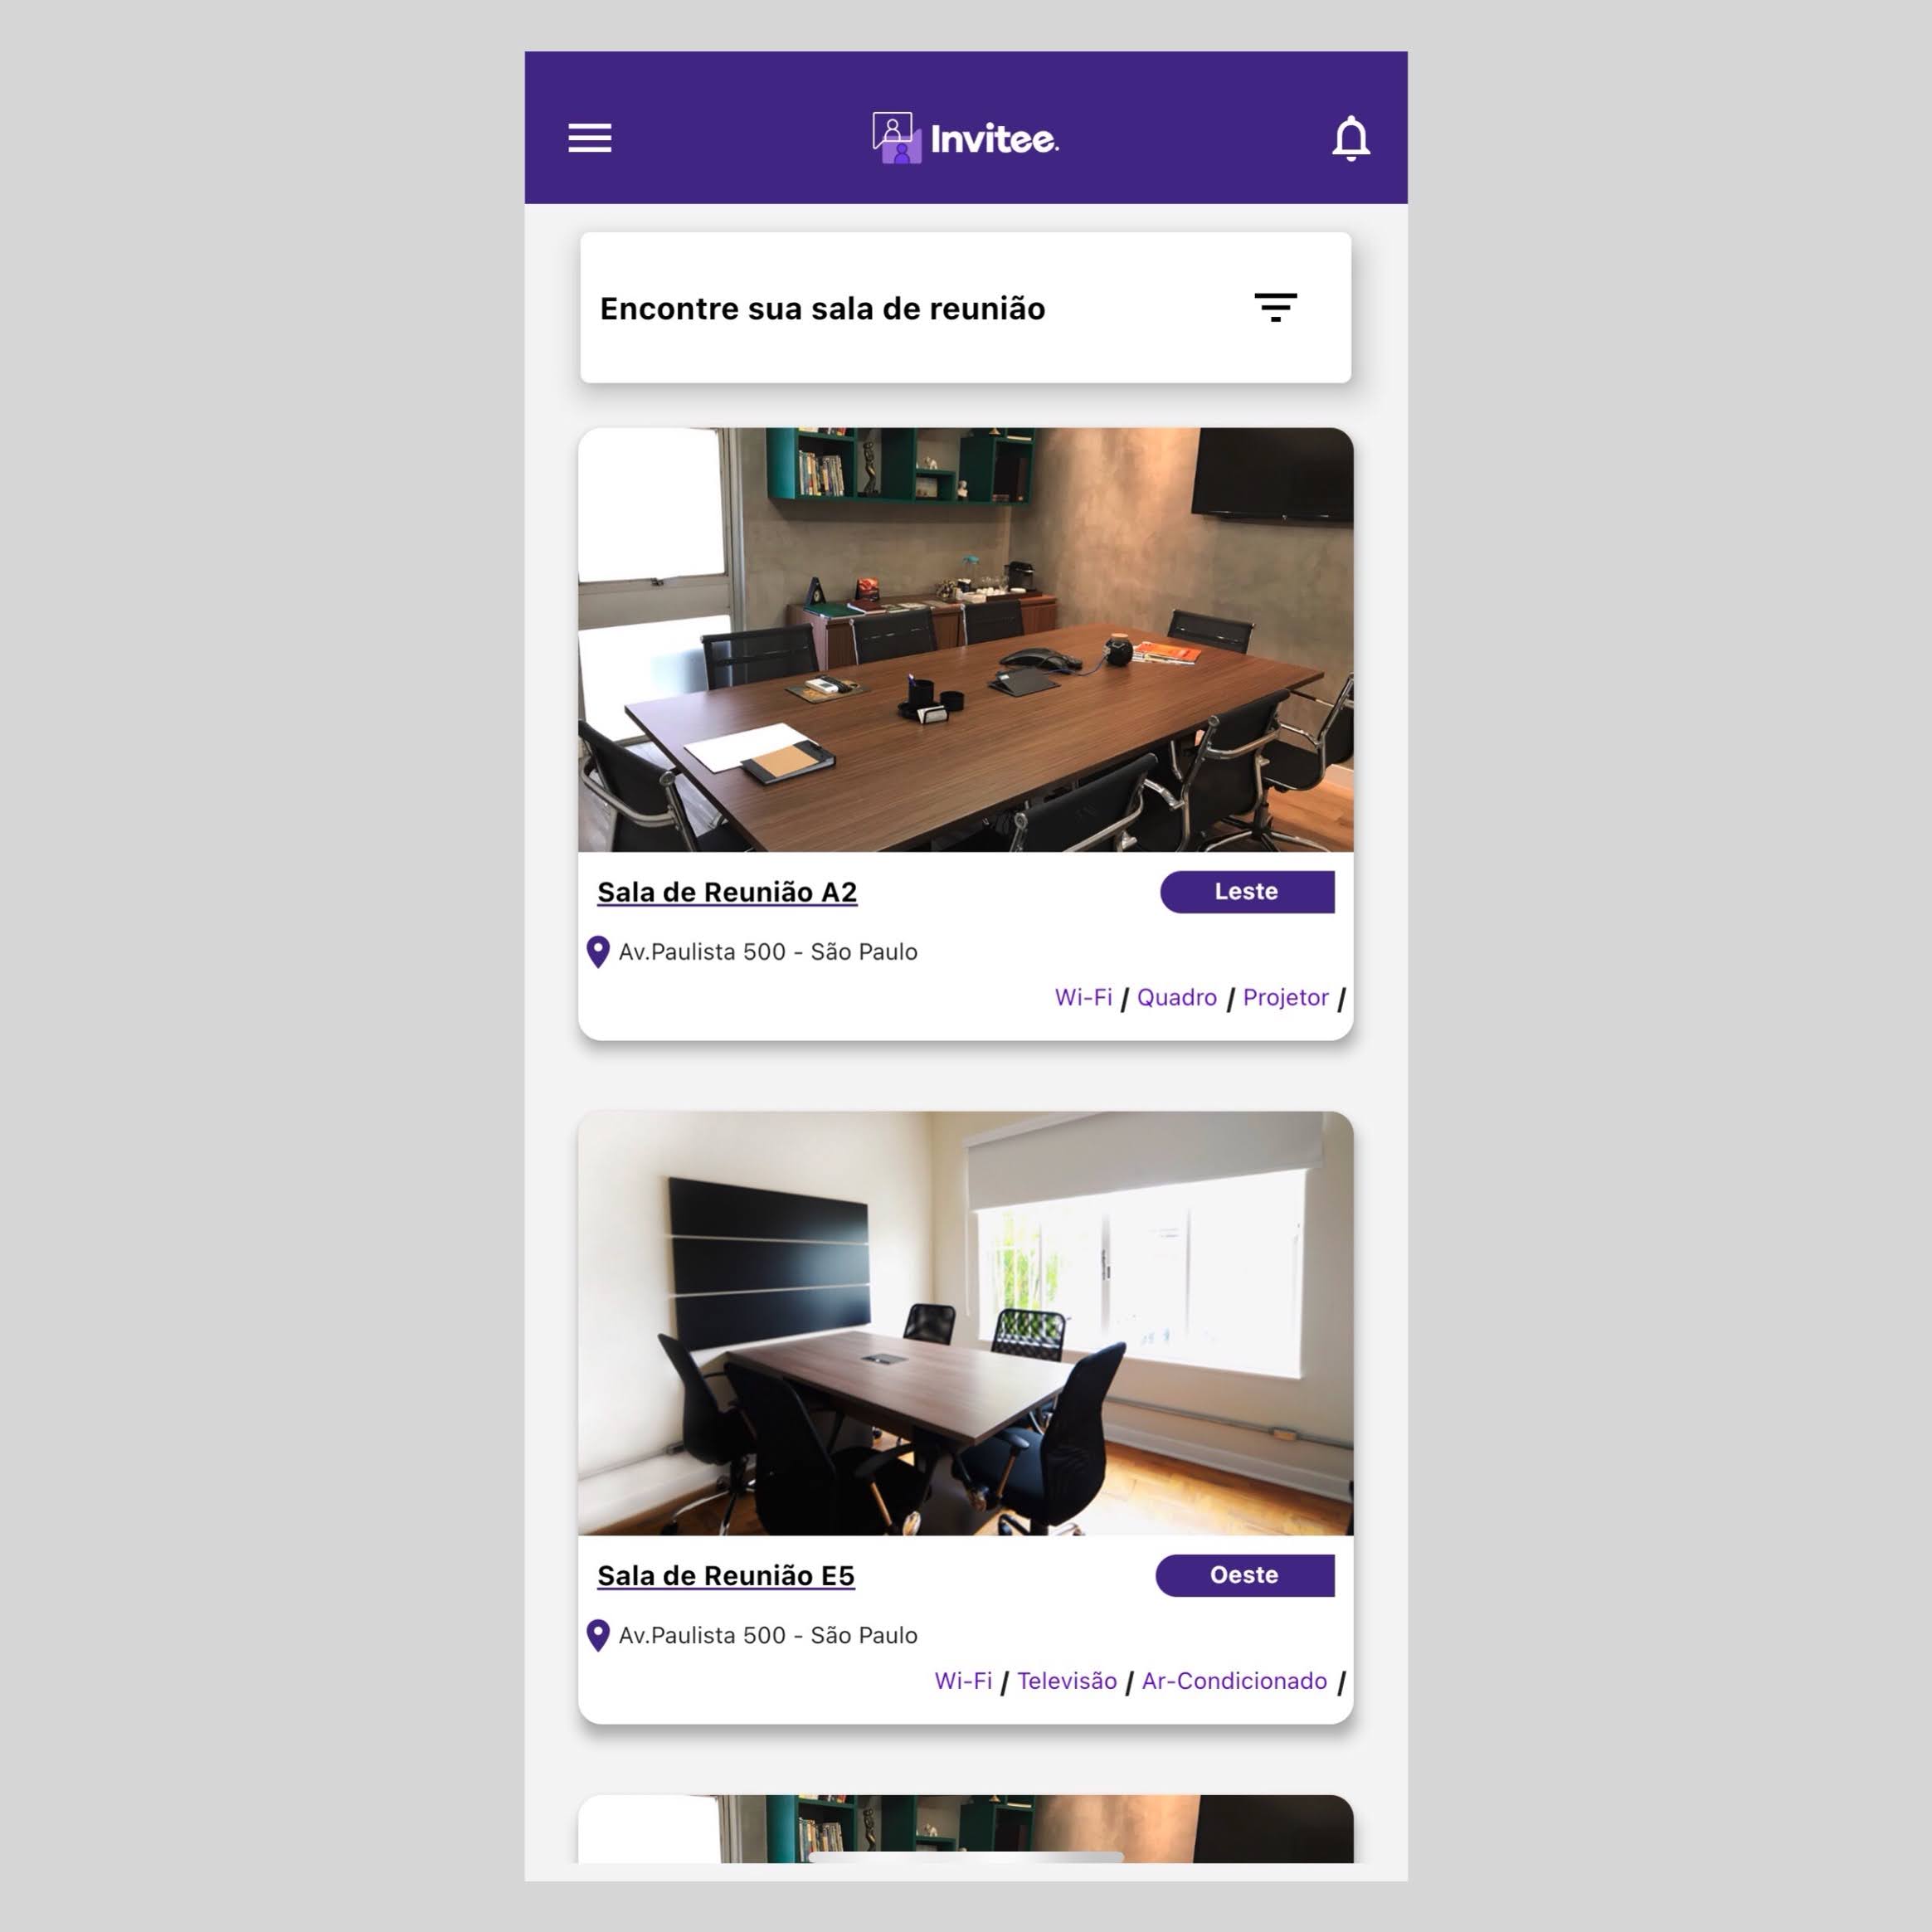 Invitee.
Encontre sua sala de reunião
Sala de Reunião A2
Leste
Av.Paulista 500 - São Paulo
Wi-Fi / Quadro / Projetor /
Sala de Reunião E5
Oeste
Av.Paulista 500 - São Paulo
Wi-Fi / Televisão / Ar-Condicionado /